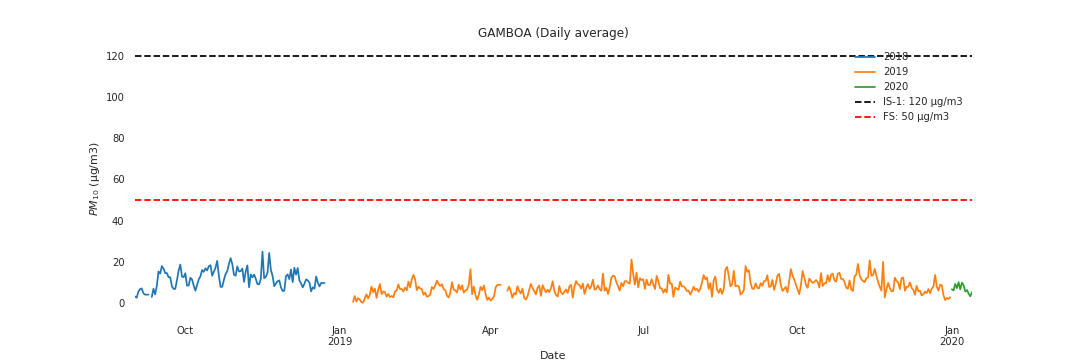 GAMBOA (Daily average)
120
100
80
60
40
20
0
PM10 (µg/m3)
2018
2019
2020
IS-1: 120 µg/m3
FS: 50 µg/m3
Oct
Jan
2019
Apr
Jul
Oct
Jan
2020
Date